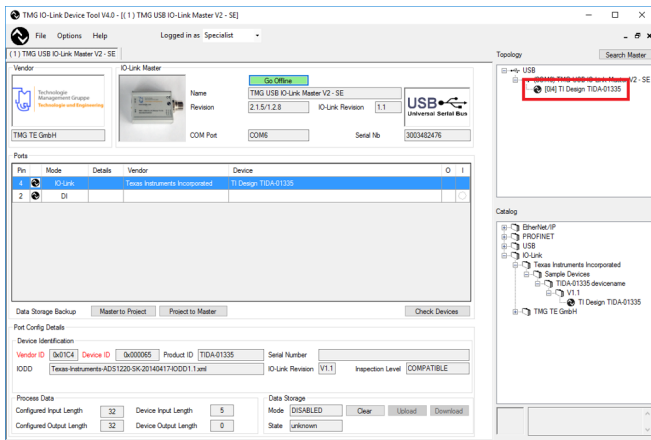 TMG IO-Link Device Tool V4.0 - [( 1 ) TMG USB IO-Link Master V2 - SE]
File Options Help Logged in as Specialist
( 1 ) TMG USB IO-Link Master V2 - SE
Vendor
Technologie
Management Gruppe
Technologie und Engineering
TMG TE GmbH
IO-Link Master
Go Offline
Name TMG USB IO-Link Master V2 - SE
Revision 2.1.5/1.2.8 IO-Link Revision 1.1
USB
Universal Serial Bus
COM Port COM6 Serial Nb 3003482476
Ports
Pin Mode Details Vendor Device O I
4 IO-Link Texas Instruments Incorporated TI Design TIDA-01335
2 DI
Data Storage Backup Master to Project Project to Master Check Devices
Port Config Details
Device Identification
Vendor ID 0x01C4 Device ID 0x000065 Product ID TIDA-01335 Serial Number
IODD Texas-Instruments-ADS1220-SK-20140417-IODD1.1.xml IO-Link Revision V1.1 Inspection Level COMPATIBLE
Process Data
Configured Input Length 32 Device Input Length 5
Configured Output Length 32 Device Output Length 0
Data Storage
Mode DISABLED Clear Upload Download
State unknown
Topology Search Master
USB
(COM6) TMG USB IO-Link Master V2 - SE
[0i4] TI Design TIDA-01335
Catalog
EtherNet/IP
PROFINET
USB
IO-Link
Texas Instruments Incorporated
Sample Devices
TIDA-01335 devicename
V1.1
TI Design TIDA-01335
TMG TE GmbH